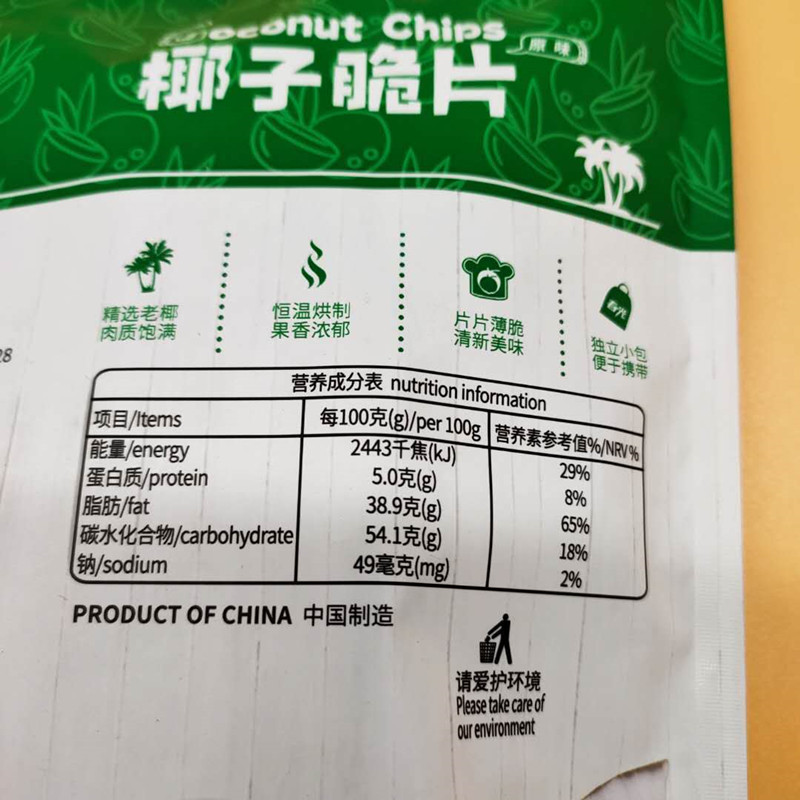 Coconut Chips
椰子脆片
原味
精选老椰
肉质饱满
恒温烘制
果香浓郁
片片薄脆
清新美味
春光
独立小包
便于携带
28
营养成分表 nutrition information
项目/Items 每100克(g)/per 100g 营养素参考值%/NRV%
能量/energy 2443千焦(kJ) 29%
蛋白质/protein 5.0克(g) 8%
脂肪/fat 38.9克(g) 65%
碳水化合物/carbohydrate 54.1克(g) 18%
钠/sodium 49毫克(mg) 2%
PRODUCT OF CHINA 中国制造
请爱护环境
Please take care of
our environment